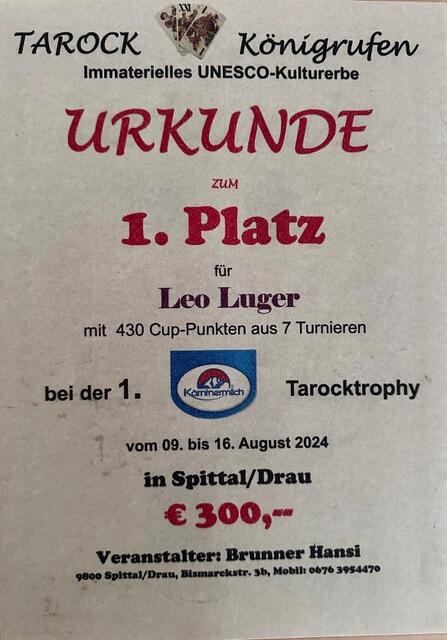 TAROCK Königrufen
Immaterielles UNESCO-Kulturerbe
URKUNDE
ZUM
1. Platz
für
Leo Luger
mit 430 Cup-Punkten aus 7 Turnieren
bei der 1. Kärntnermilch Tarocktrophy
vom 09. bis 16. August 2024
in Spittal/Drau
€ 300,--
Veranstalter: Brunner Hansi
9800 Spittal/Drau, Bismarckstr. 3b, Mobil: 0676 3954470